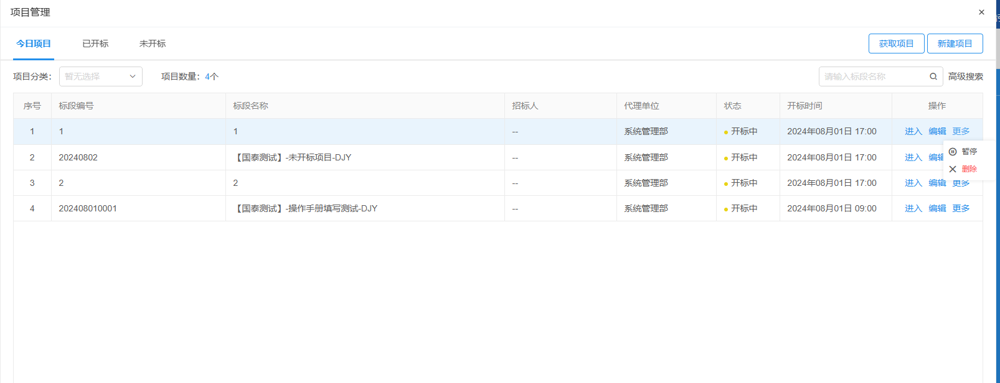 项目管理
今日项目 已开标 未开标 获取项目 新建项目
项目分类: 暂无选择 项目数量: 4个 请输入标段名称 高级搜索
序号 标段编号 标段名称 招标人 代理单位 状态 开标时间 操作
1 1 1 -- 系统管理部 开标中 2024年08月01日 17:00 进入 编辑 更多
暂停
2 20240802 【国泰测试】-未开标项目-DJY -- 系统管理部 开标中 2024年08月01日 17:00 进入 编辑
删除
3 2 2 -- 系统管理部 开标中 2024年08月01日 17:00 进入 编辑 更多
4 202408010001 【国泰测试】-操作手册填写测试-DJY -- 系统管理部 开标中 2024年08月01日 09:00 进入 编辑 更多